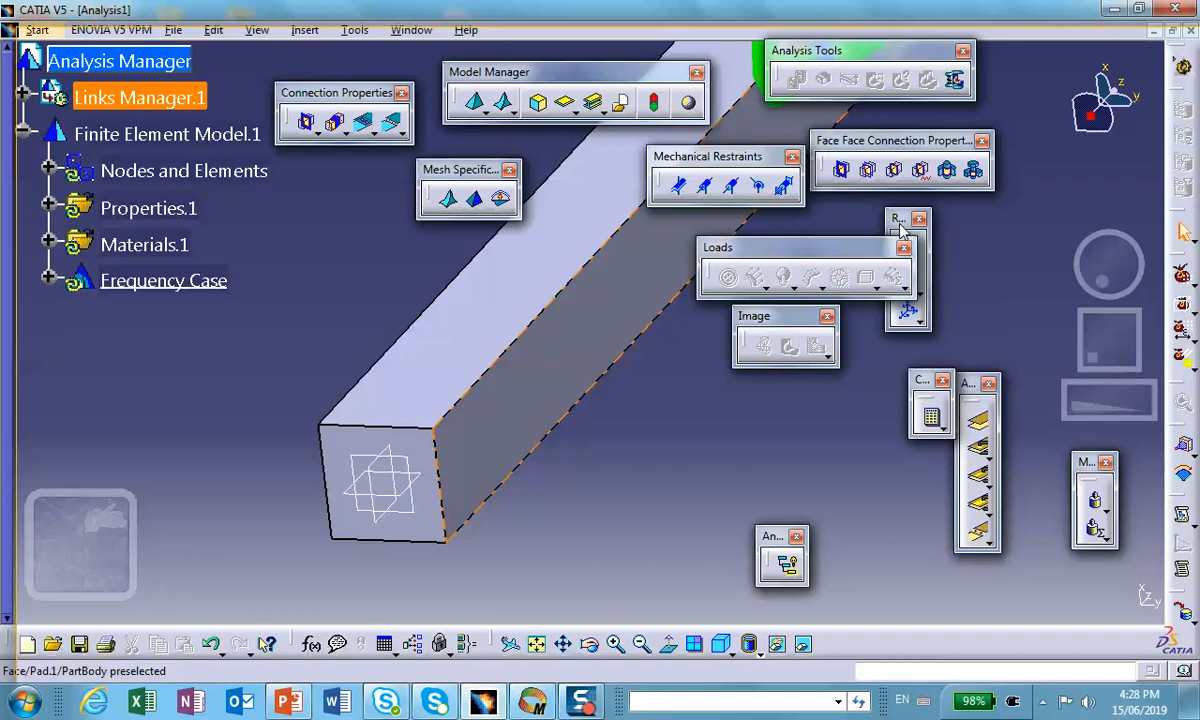 CATIA V5 - [Analysis1]
Start ENOVIA V5 VPM File Edit View Insert Tools Window Help
Analysis Manager
Links Manager.1
Finite Element Model.1
Nodes and Elements
Properties.1
Materials.1
Frequency Case
Connection Properties
Model Manager
Analysis Tools
Mesh Specific...
Mechanical Restraints
Face Face Connection Propert...
R...
Loads
Image
C...
A...
M...
An...
x
z
y
x
z
y
f(x)
CATIA
Face/Pad.1/PartBody preselected
EN
98%
4:28 PM
15/06/2019